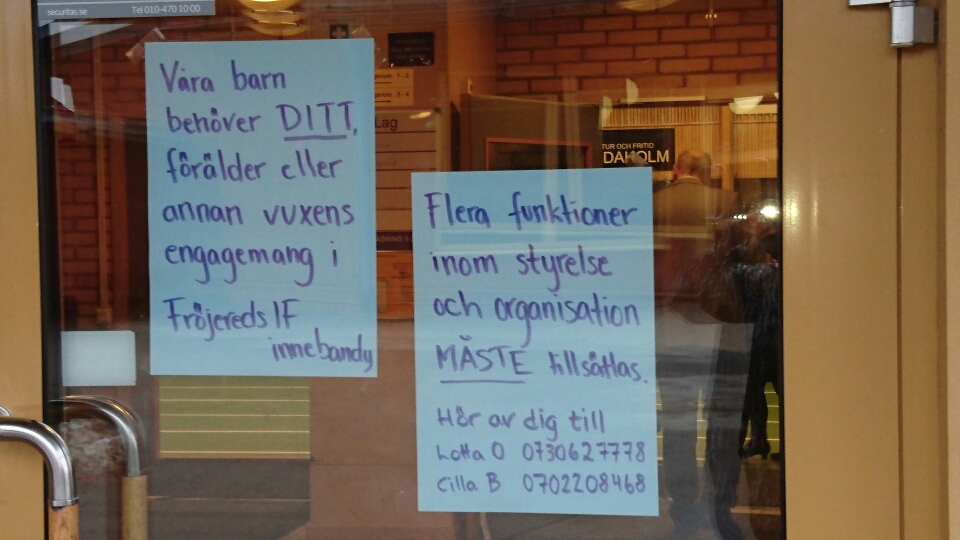 securitas.se Tel 010-470 10 00
Våra barn
behöver DITT,
förälder eller
annan vuxens
engagemang i
Fröjereds IF
innebandy
Lag
TUR OCH FRITID
DAHOLM
Flera funktioner
inom styrelse
och organisation
MÅSTE tillsättas.
Hör av dig till
Lotta O 0730627778
Cilla B 0702208468